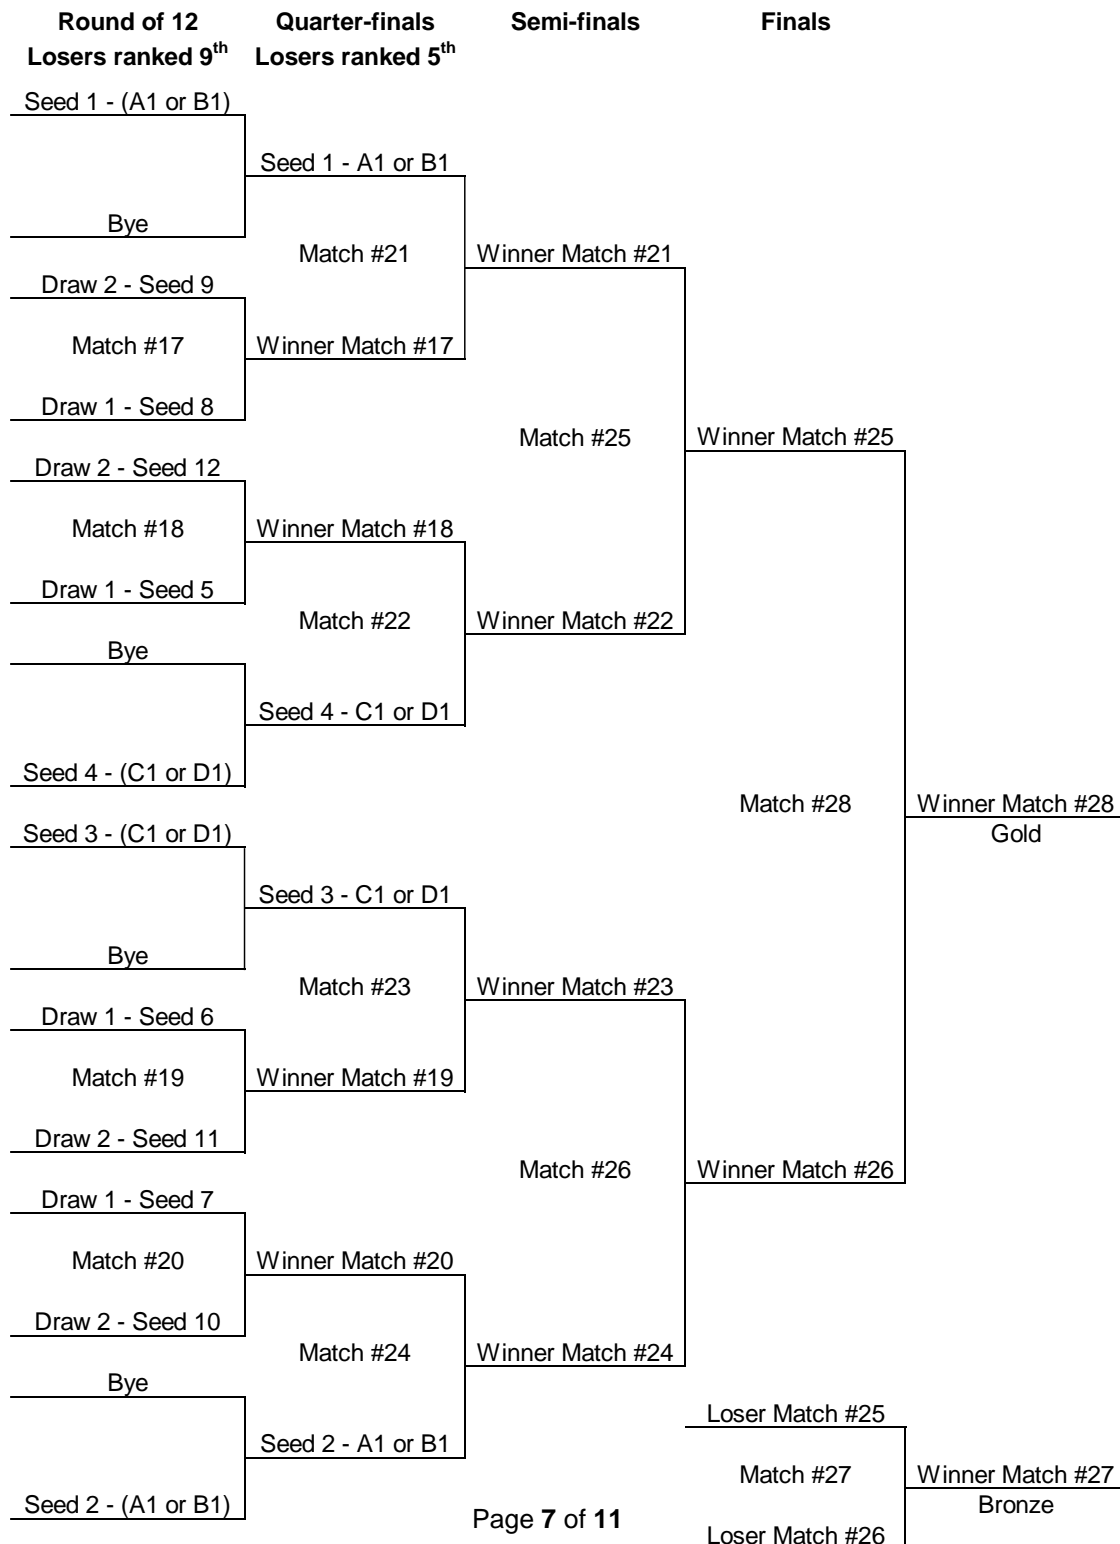 Round of 12 Quarter-finals Semi-finals Finals
Losers ranked 9th Losers ranked 5th
Seed 1 - (A1 or B1)
Seed 1 - A1 or B1
Bye
Match #21 Winner Match #21
Draw 2 - Seed 9
Match #17 Winner Match #17
Draw 1 - Seed 8
Match #25 Winner Match #25
Draw 2 - Seed 12
Match #18 Winner Match #18
Draw 1 - Seed 5
Match #22 Winner Match #22
Bye
Seed 4 - C1 or D1
Seed 4 - (C1 or D1)
Match #28 Winner Match #28
Seed 3 - (C1 or D1) Gold
Seed 3 - C1 or D1
Bye
Match #23 Winner Match #23
Draw 1 - Seed 6
Match #19 Winner Match #19
Draw 2 - Seed 11
Match #26 Winner Match #26
Draw 1 - Seed 7
Match #20 Winner Match #20
Draw 2 - Seed 10
Match #24 Winner Match #24
Bye
Loser Match #25
Seed 2 - A1 or B1
Match #27 Winner Match #27
Seed 2 - (A1 or B1) Bronze
Page 7 of 11
Loser Match #26